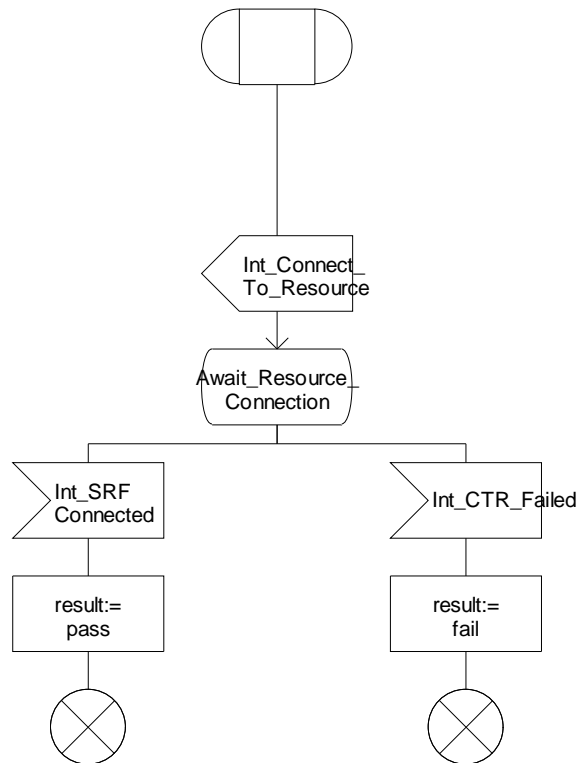 Int_Connect_
To_Resource
Await_Resource_
Connection
Int_SRF
Connected
Int_CTR_Failed
result:=
pass
result:=
fail